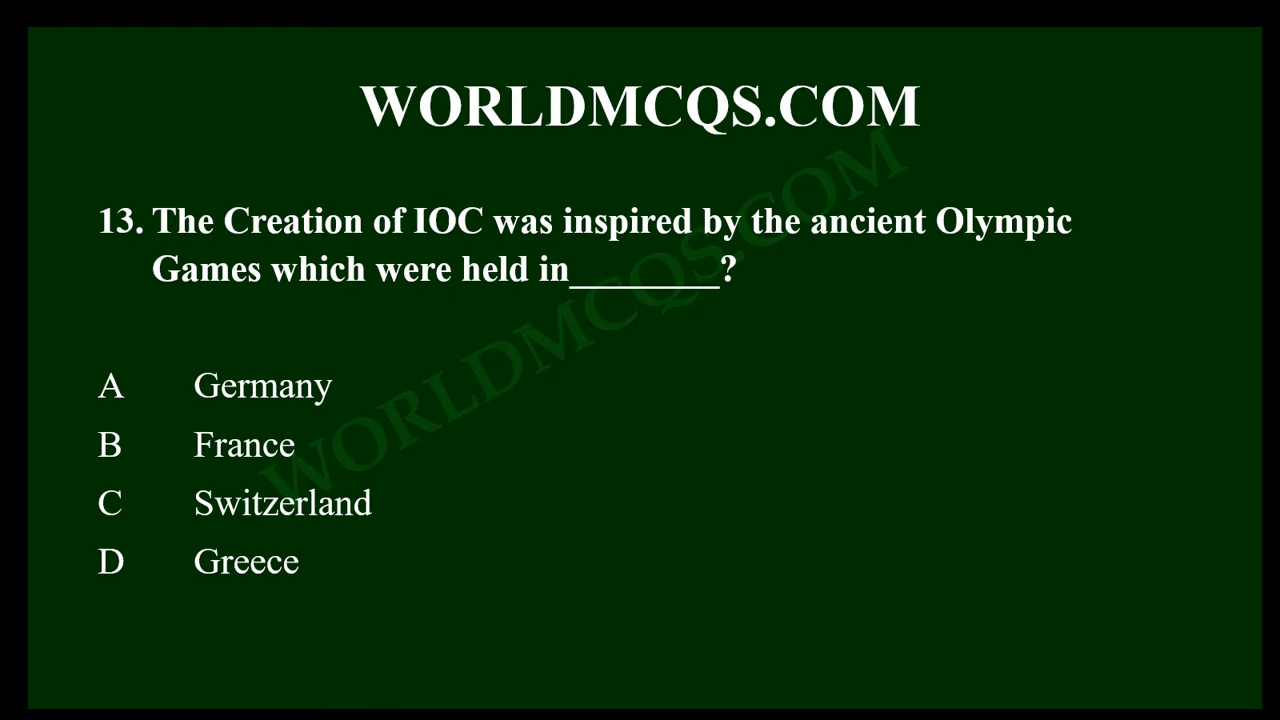 WORLDMCQS.COM
13. The Creation of IOC was inspired by the ancient Olympic
Games which were held in________?
A Germany
B France
C Switzerland
D Greece
WORLDMCQS.COM